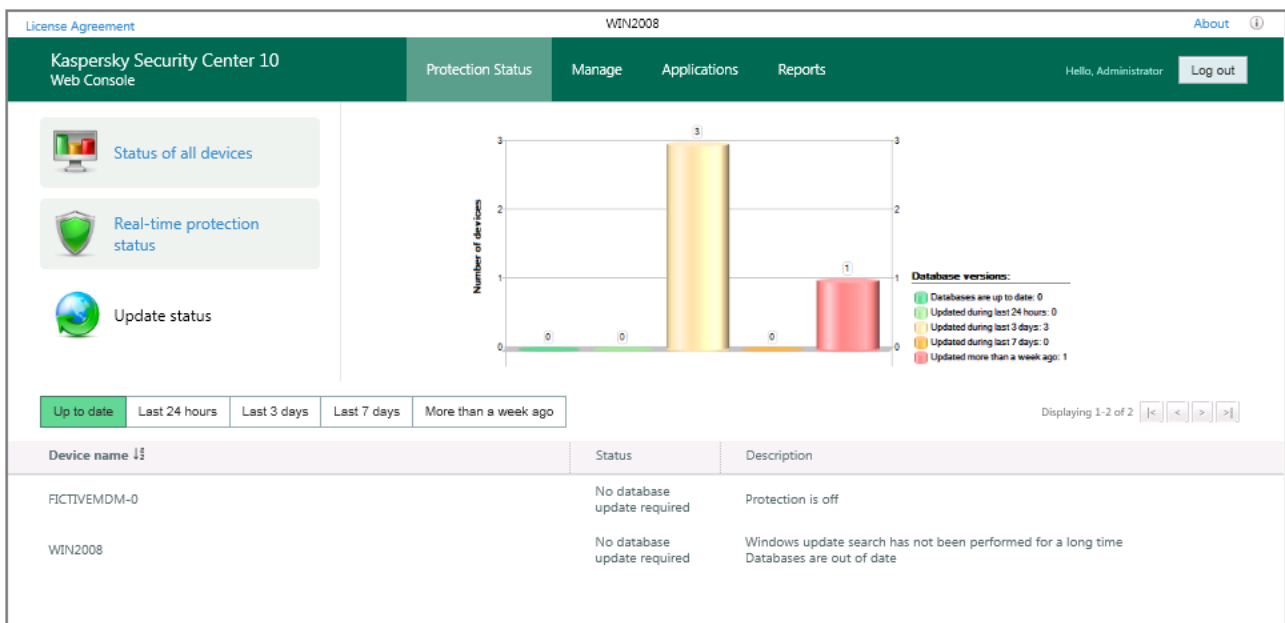 License Agreement
WIN2008
About
Kaspersky Security Center 10
Web Console
Protection Status
Manage
Applications
Reports
Hello, Administrator
Log out
Status of all devices
Real-time protection
status
Update status
Number of devices
3
2
1
0
0
0
3
0
1
3
2
1
0
Database versions:
Databases are up to date: 0
Updated during last 24 hours: 0
Updated during last 3 days: 3
Updated during last 7 days: 0
Updated more than a week ago: 1
Up to date
Last 24 hours
Last 3 days
Last 7 days
More than a week ago
Displaying 1-2 of 2
|<
<
>
>|
Device name
Status
Description
FICTIVEMDM-0
No database
update required
Protection is off
WIN2008
No database
update required
Windows update search has not been performed for a long time
Databases are out of date